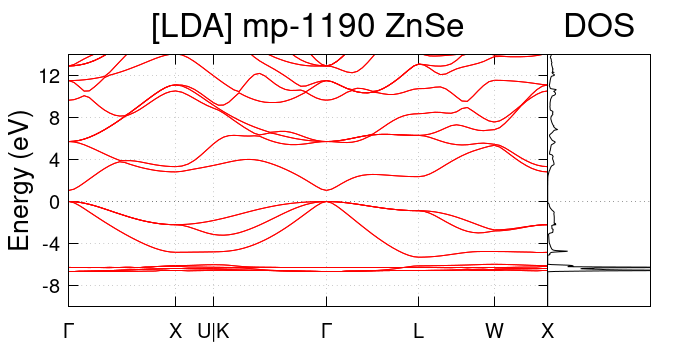 [LDA] mp-1190 ZnSe DOS
12
8
4
0
-4
-8
Energy (eV)
Γ X U|K Γ L W X